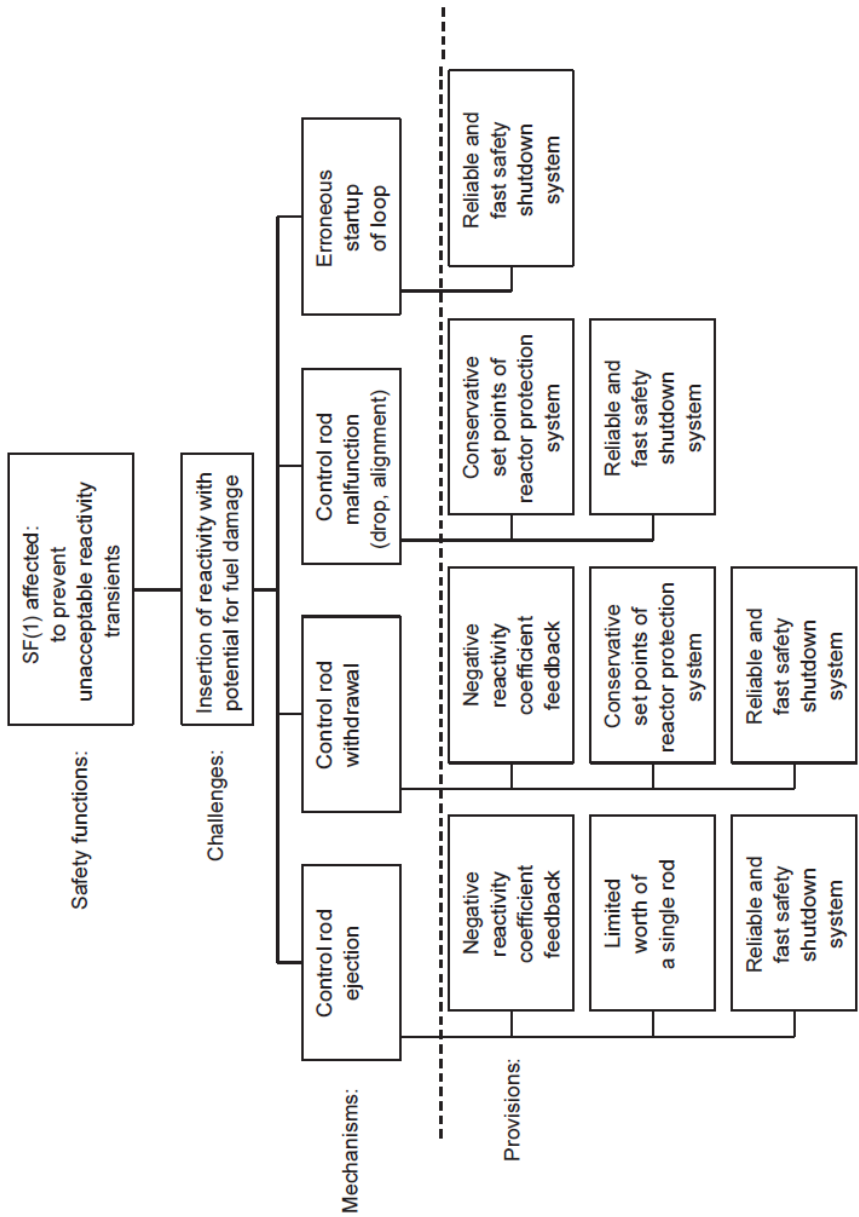 Safety functions:
SF(1) affected:
to prevent
unacceptable reactivity
transients
Challenges:
Insertion of reactivity with
potential for fuel damage
Mechanisms:
Control rod
ejection
Control rod
withdrawal
Control rod
malfunction
(drop, alignment)
Erroneous
startup
of loop
Provisions:
Negative
reactivity
coefficient
feedback
Limited
worth of
a single rod
Reliable and
fast safety
shutdown
system
Negative
reactivity
coefficient
feedback
Conservative
set points of
reactor protection
system
Reliable and
fast safety
shutdown
system
Conservative
set points of
reactor protection
system
Reliable and
fast safety
shutdown
system
Reliable and
fast safety
shutdown
system